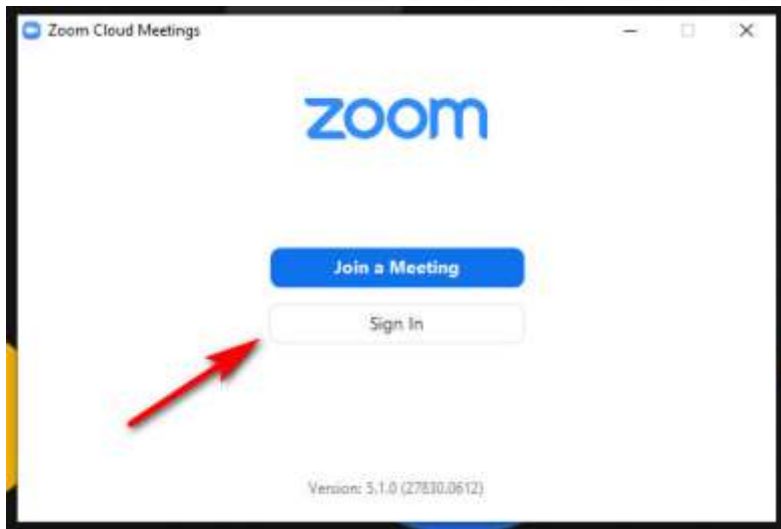 Zoom Cloud Meetings
zoom
Join a Meeting
Sign In
Version: 5.1.0 (27830.0612)